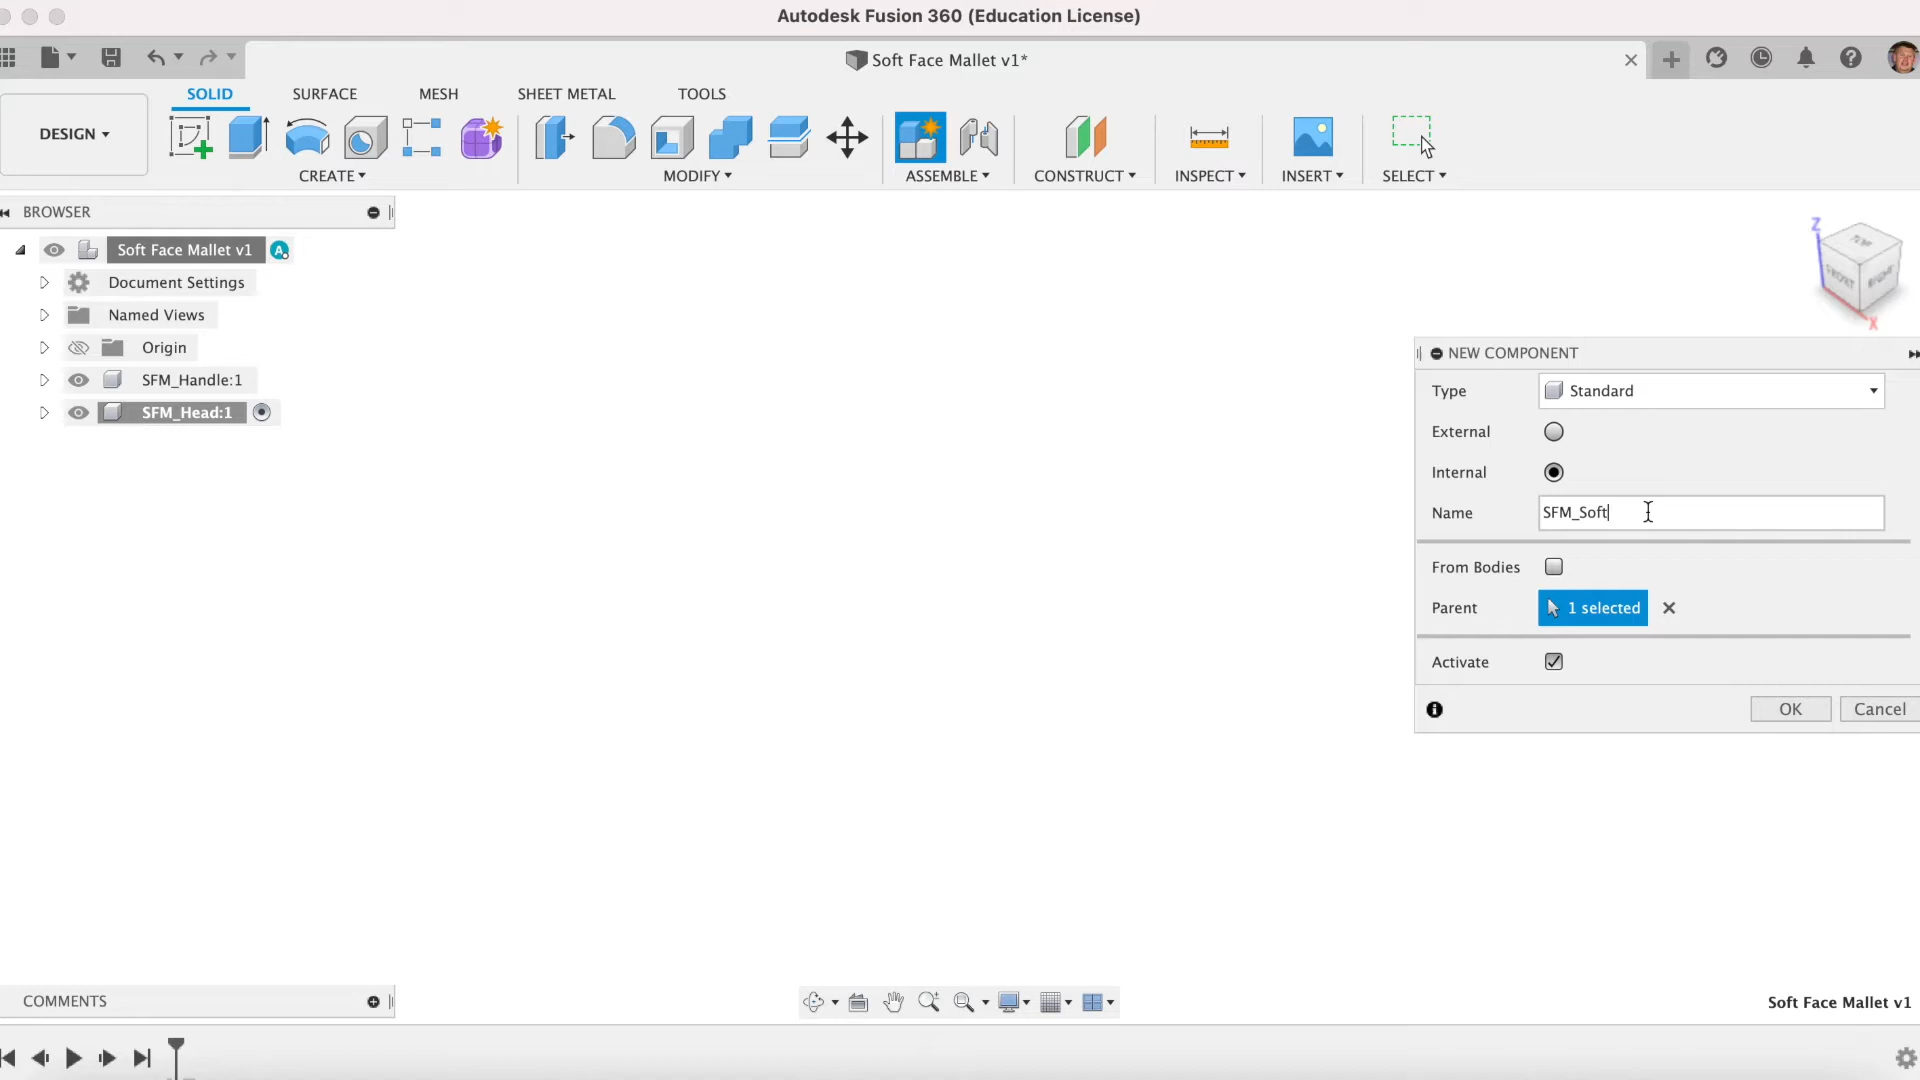 Autodesk Fusion 360 (Education License)
Soft Face Mallet v1*
SOLID SURFACE MESH SHEET METAL TOOLS
DESIGN
CREATE MODIFY ASSEMBLE CONSTRUCT INSPECT INSERT SELECT
BROWSER
Soft Face Mallet v1 A
Document Settings
Named Views
Origin
SFM_Handle:1
SFM_Head:1
Z
TOP
FRONT RIGHT
X
NEW COMPONENT
Type Standard
External
Internal
Name SFM_Soft
From Bodies
Parent 1 selected
Activate
OK Cancel
COMMENTS
Soft Face Mallet v1